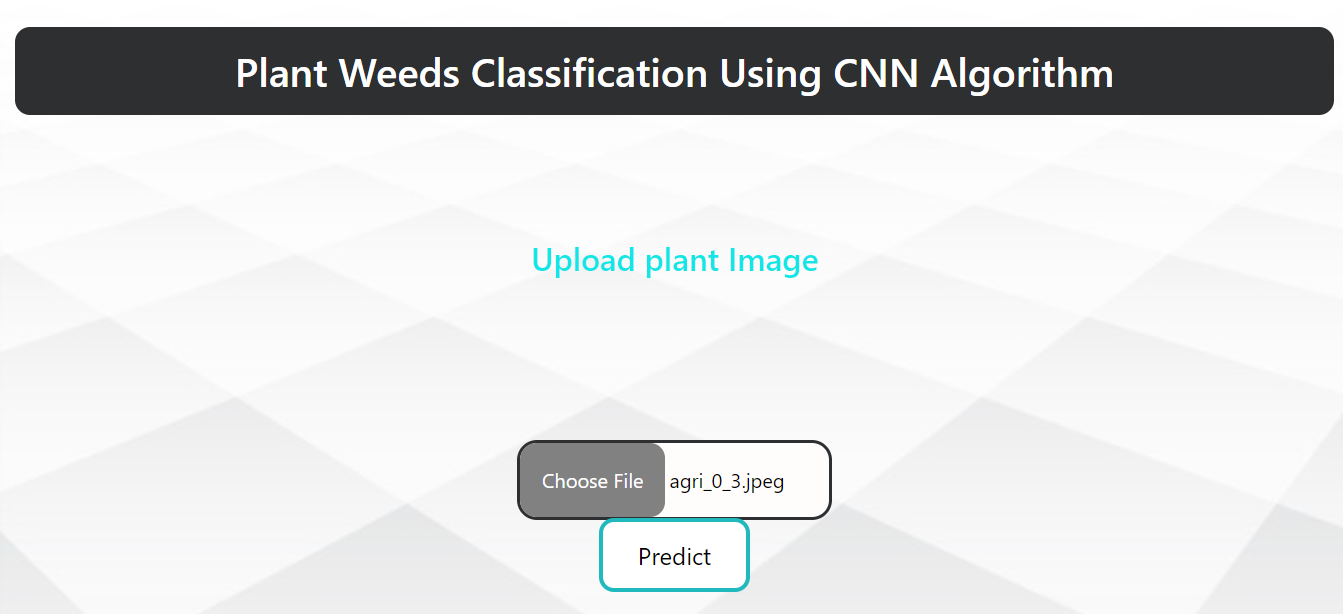 Plant Weeds Classification Using CNN Algorithm
Upload plant Image
Choose File agri_0_3.jpeg
Predict